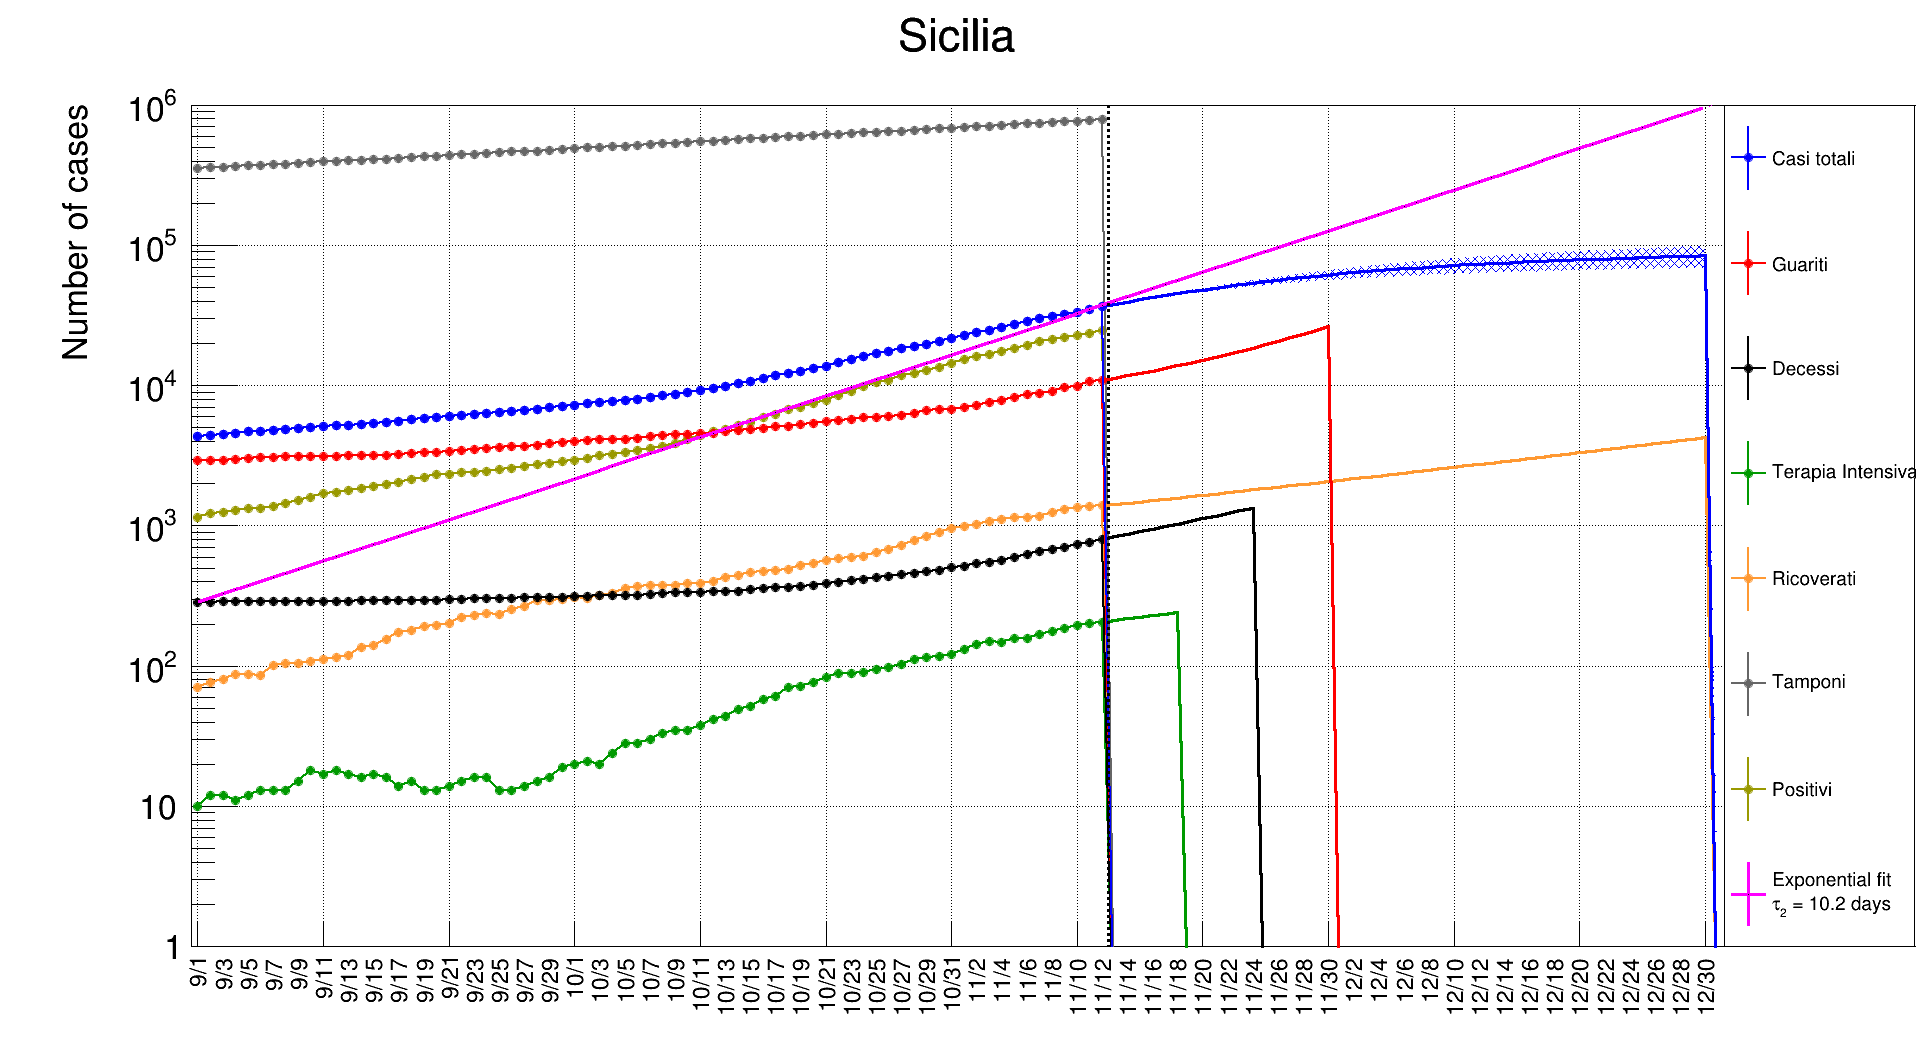 Sicilia
Number of cases
10^6
10^5
10^4
10^3
10^2
10
1
9/1 9/3 9/5 9/7 9/9 9/11 9/13 9/15 9/17 9/19 9/21 9/23 9/25 9/27 9/29 10/1 10/3 10/5 10/7 10/9 10/11 10/13 10/15 10/17 10/19 10/21 10/23 10/25 10/27 10/29 10/31 11/2 11/4 11/6 11/8 11/10 11/12 11/14 11/16 11/18 11/20 11/22 11/24 11/26 11/28 11/30 12/2 12/4 12/6 12/8 12/10 12/12 12/14 12/16 12/18 12/20 12/22 12/24 12/26 12/28 12/30
Casi totali
Guariti
Decessi
Terapia Intensiva
Ricoverati
Tamponi
Positivi
Exponential fit
τ₂ = 10.2 days